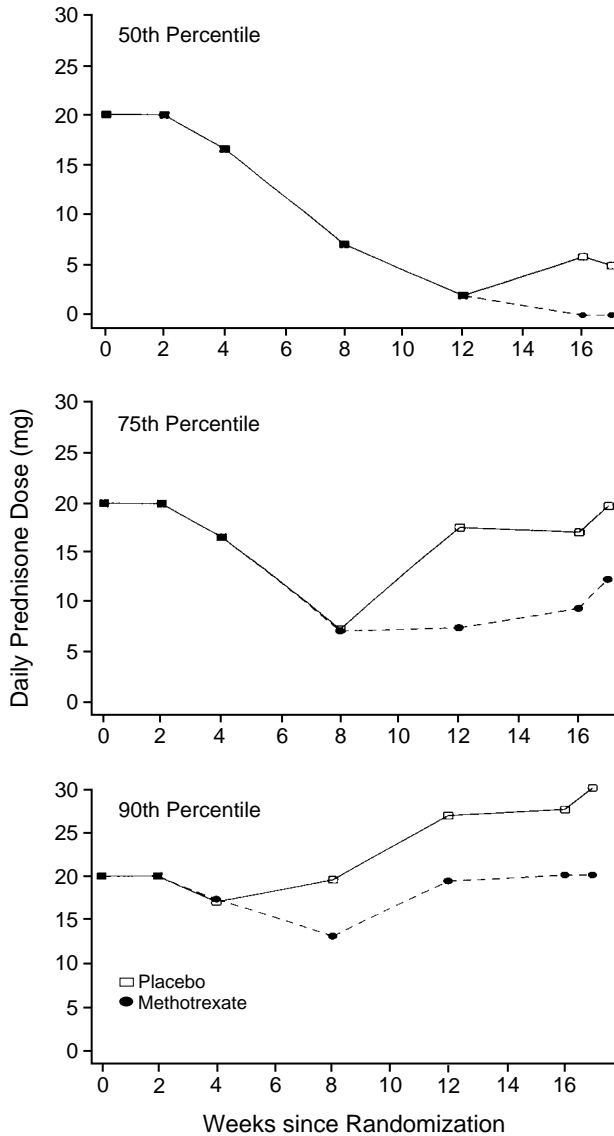 30
50th Percentile
25
20
15
10
5
0
0 2 4 6 8 10 12 14 16
30
75th Percentile
25
20
15
10
5
0
0 2 4 6 8 10 12 14 16
Daily Prednisone Dose (mg)
30
90th Percentile
25
20
15
10
Placebo
5
Methotrexate
0
0 2 4 6 8 10 12 14 16
Weeks since Randomization